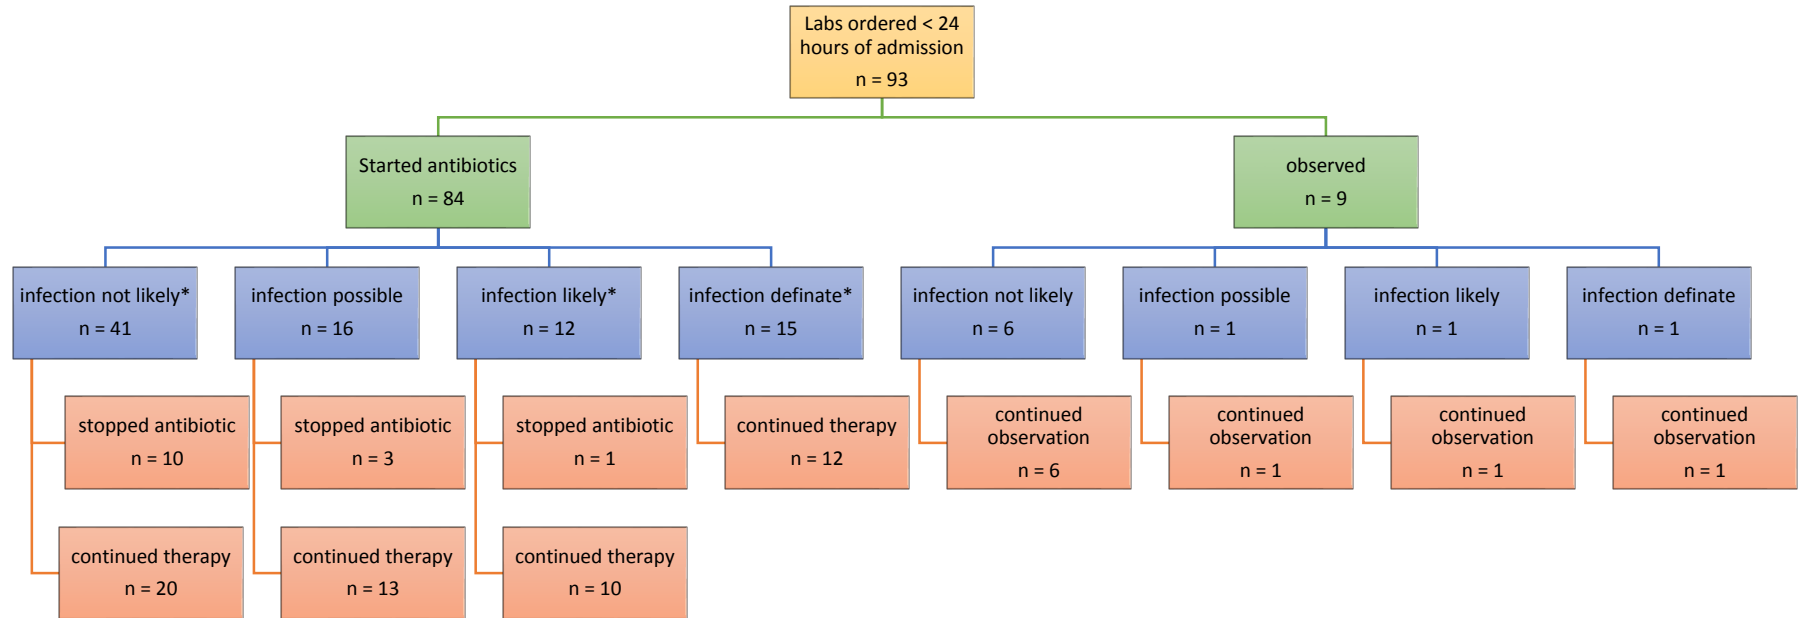 Labs ordered < 24
hours of admission
n = 93
Started antibiotics
n = 84
observed
n = 9
infection not likely*
n = 41
infection possible
n = 16
infection likely*
n = 12
infection definate*
n = 15
infection not likely
n = 6
infection possible
n = 1
infection likely
n = 1
infection definate
n = 1
stopped antibiotic
n = 10
stopped antibiotic
n = 3
stopped antibiotic
n = 1
continued therapy
n = 12
continued
observation
n = 6
continued
observation
n = 1
continued
observation
n = 1
continued
observation
n = 1
continued therapy
n = 20
continued therapy
n = 13
continued therapy
n = 10